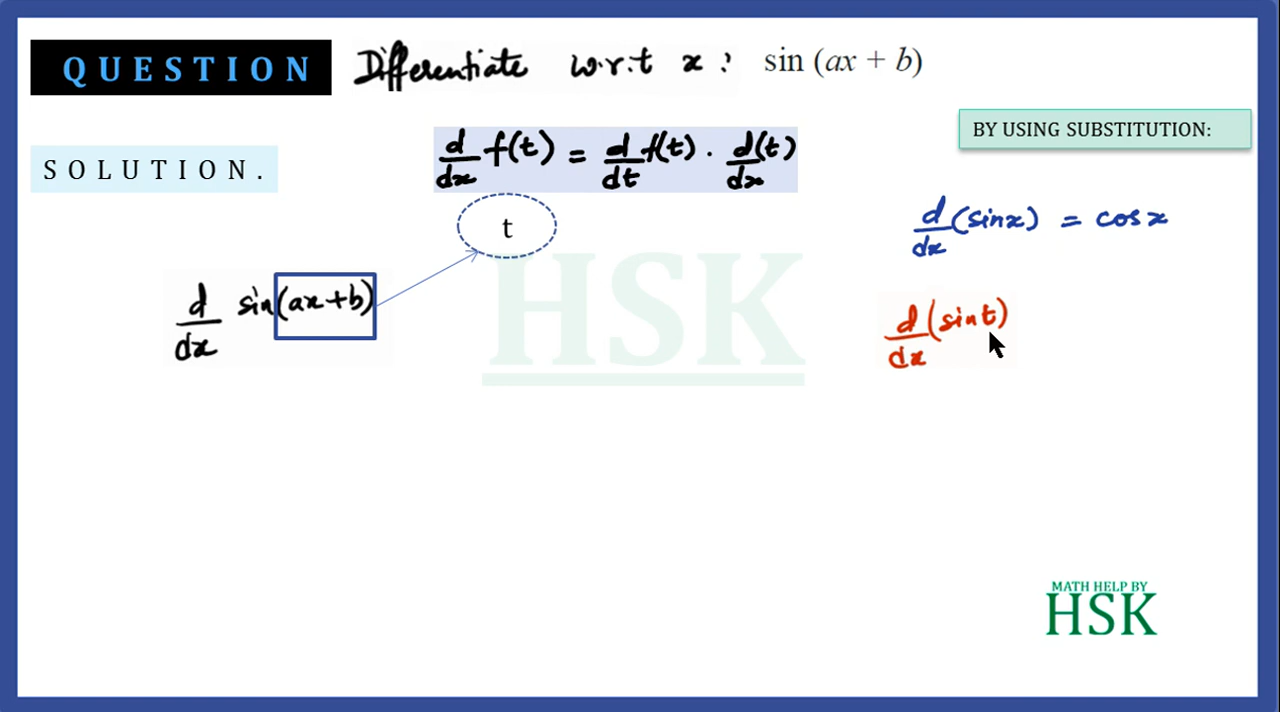 QUESTION Differentiate w.r.t x : sin (ax + b)
BY USING SUBSTITUTION:
SOLUTION.
d/dx f(t) = d/dt f(t) . d/dx (t)
t
d/dx (sinx) = cosx
d/dx sin(ax+b)
d/dx (sint)
HSK
MATH HELP BY
HSK